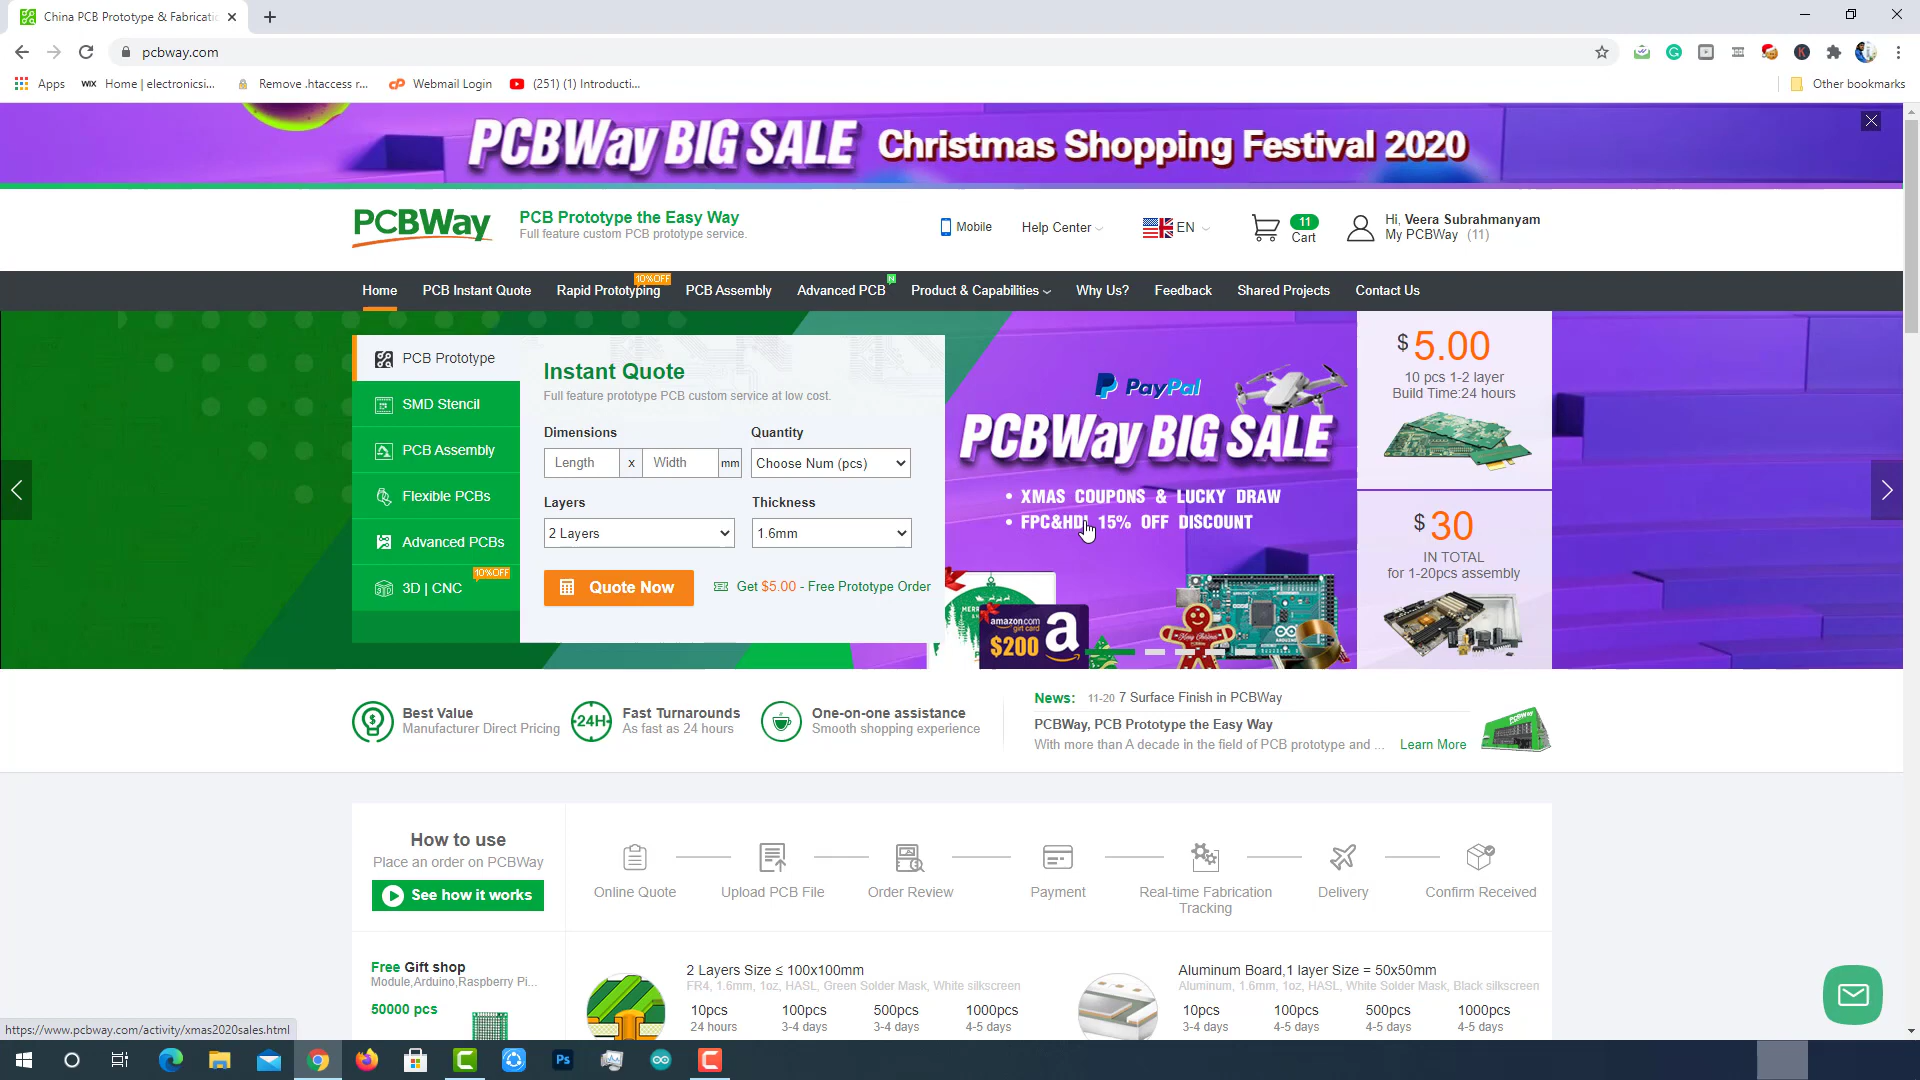 China PCB Prototype & Fabricatio
pcbway.com
Apps
WIX Home | electronicsi...
Remove .htaccess r...
Webmail Login
(251) (1) Introducti...
Other bookmarks
PCBWay BIG SALE Christmas Shopping Festival 2020
PCBWay
PCB Prototype the Easy Way
Full feature custom PCB prototype service.
Mobile
Help Center
EN
11
Cart
Hi, Veera Subrahmanyam
My PCBWay (11)
10%OFF
N
Home
PCB Instant Quote
Rapid Prototyping
PCB Assembly
Advanced PCB
Product & Capabilities
Why Us?
Feedback
Shared Projects
Contact Us
PCB Prototype
SMD Stencil
PCB Assembly
Flexible PCBs
Advanced PCBs
10%OFF
3D | CNC
Instant Quote
Full feature prototype PCB custom service at low cost.
Dimensions
Quantity
Length x Width mm
Choose Num (pcs)
Layers
Thickness
2 Layers
1.6mm
Quote Now
Get $5.00 - Free Prototype Order
PayPal
PCBWay BIG SALE
• XMAS COUPONS & LUCKY DRAW
• FPC&HDI 15% OFF DISCOUNT
amazon.com
gift card
$200
a
$ 5.00
10 pcs 1-2 layer
Build Time:24 hours
$ 30
IN TOTAL
for 1-20pcs assembly
Best Value
Manufacturer Direct Pricing
24H
Fast Turnarounds
As fast as 24 hours
One-on-one assistance
Smooth shopping experience
News: 11-20 7 Surface Finish in PCBWay
PCBWay, PCB Prototype the Easy Way
With more than A decade in the field of PCB prototype and ... Learn More
How to use
Place an order on PCBWay
See how it works
Online Quote
Upload PCB File
Order Review
Payment
Real-time Fabrication
Tracking
Delivery
Confirm Received
Free Gift shop
Module,Arduino,Raspberry Pi...
50000 pcs
2 Layers Size ≤ 100x100mm
FR4, 1.6mm, 1oz, HASL, Green Solder Mask, White silkscreen
10pcs 100pcs 500pcs 1000pcs
24 hours 3-4 days 3-4 days 4-5 days
Aluminum Board,1 layer Size = 50x50mm
Aluminum, 1.6mm, 1oz, HASL, White Solder Mask, Black silkscreen
10pcs 100pcs 500pcs 1000pcs
3-4 days 4-5 days 4-5 days 4-5 days
https://www.pcbway.com/activity/xmas2020sales.html
Ps